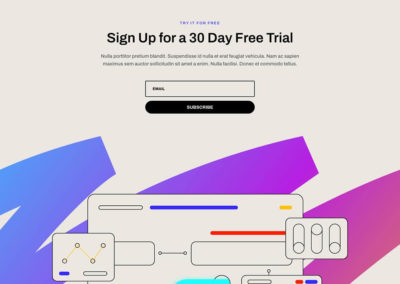 TRY IT FOR FREE
Sign Up for a 30 Day Free Trial
Nulla porttitor pretium blandit. Suspendisse id nulla et erat feugiat vehicula. Nam ac sapien
maximus sem auctor sollicitudin sit amet a enim. Nulla facilisi. Donec et commodo tellus.
EMAIL
SUBSCRIBE